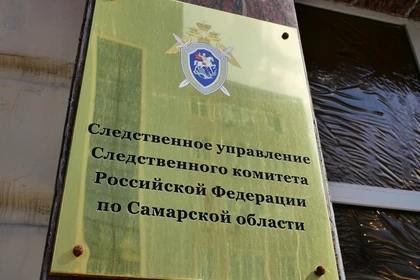 Следственное управление
Следственного комитета
Российской Федерации
по Самарской области